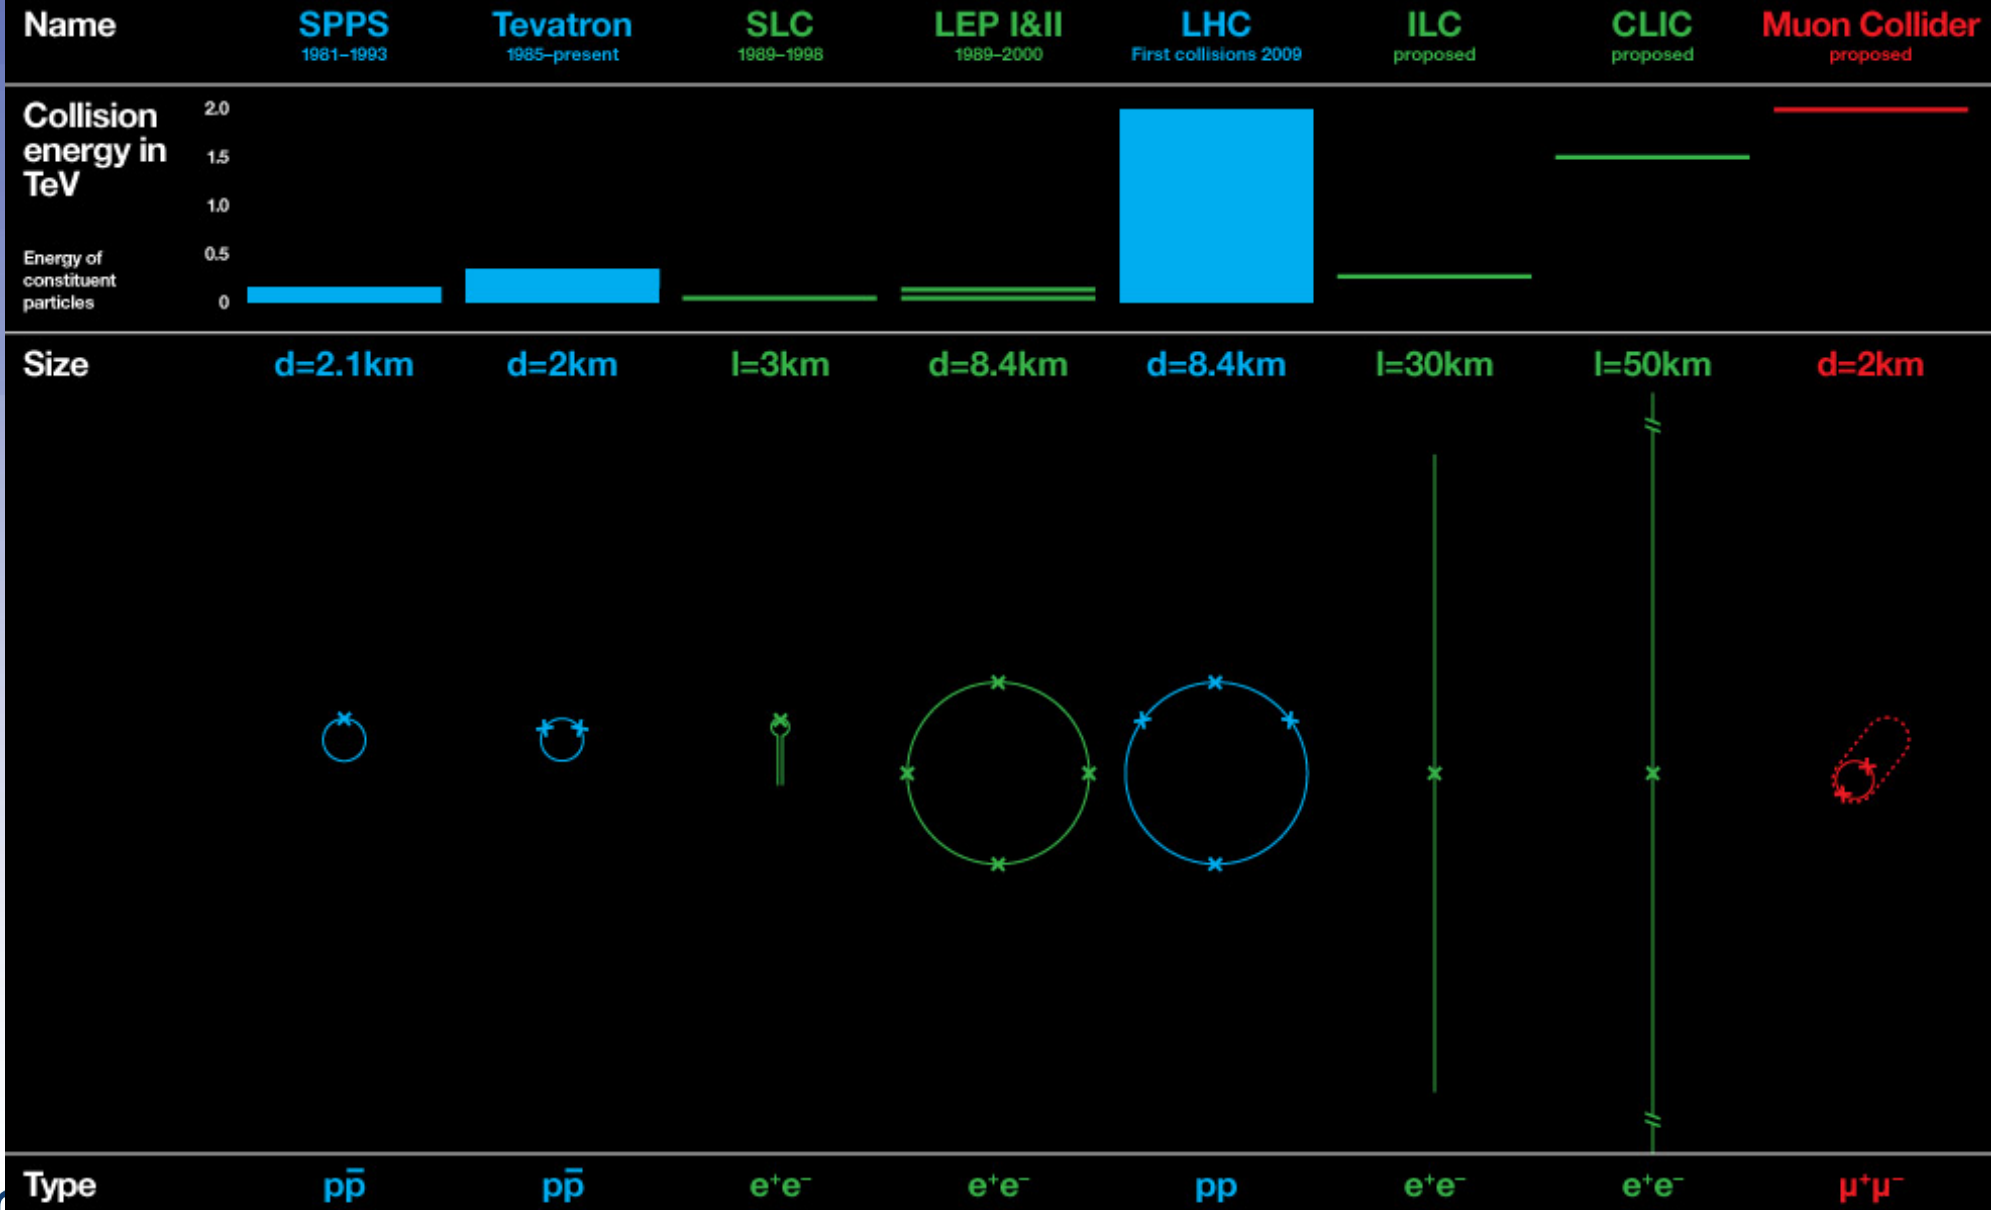 Name
SPPS
1981–1993
Tevatron
1985–present
SLC
1989–1998
LEP I&II
1989–2000
LHC
First collisions 2009
ILC
proposed
CLIC
proposed
Muon Collider
proposed
Collision
energy in
TeV
Energy of
constituent
particles
2.0
1.5
1.0
0.5
0
Size
d=2.1km
d=2km
l=3km
d=8.4km
d=8.4km
l=30km
l=50km
d=2km
Type
pp̅
pp̅
e⁺e⁻
e⁺e⁻
pp
e⁺e⁻
e⁺e⁻
μ⁺μ⁻